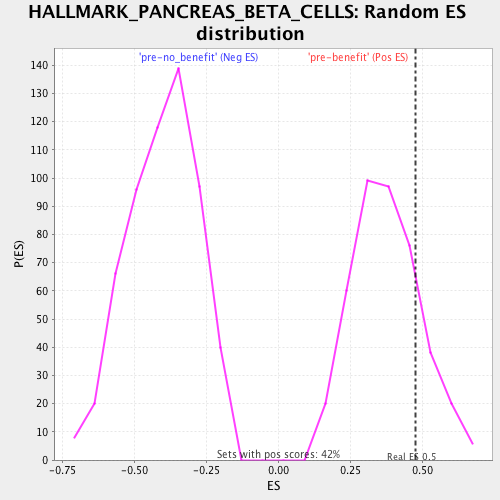 HALLMARK_PANCREAS_BETA_CELLS: Random ES
distribution
'pre-no_benefit' (Neg ES)
'pre-benefit' (Pos ES)
140
130
120
110
100
90
80
70
60
50
40
30
20
10
0
P(ES)
Sets with pos scores: 42%
Real ES 0.5
-0.75
-0.50
-0.25
0.00
0.25
0.50
ES